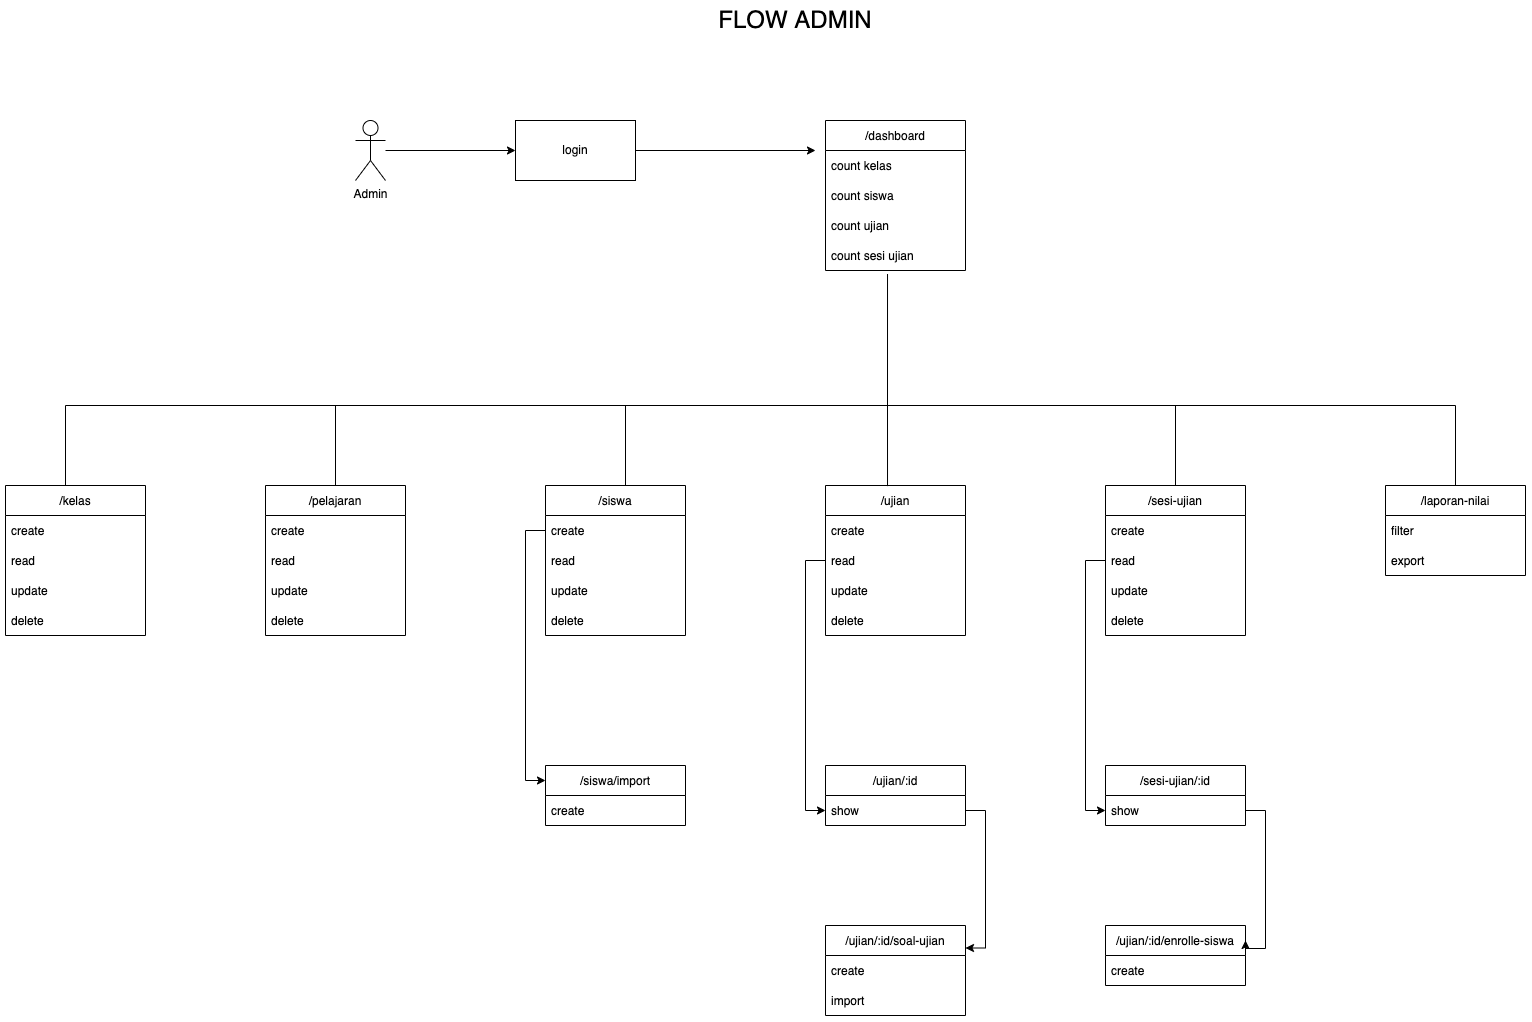 FLOW ADMIN
Admin
login
/dashboard
count kelas
count siswa
count ujian
count sesi ujian
/kelas
create
read
update
delete
/pelajaran
create
read
update
delete
/siswa
create
read
update
delete
/ujian
create
read
update
delete
/sesi-ujian
create
read
update
delete
/laporan-nilai
filter
export
/siswa/import
create
/ujian/:id
show
/sesi-ujian/:id
show
/ujian/:id/soal-ujian
create
import
/ujian/:id/enrolle-siswa
create